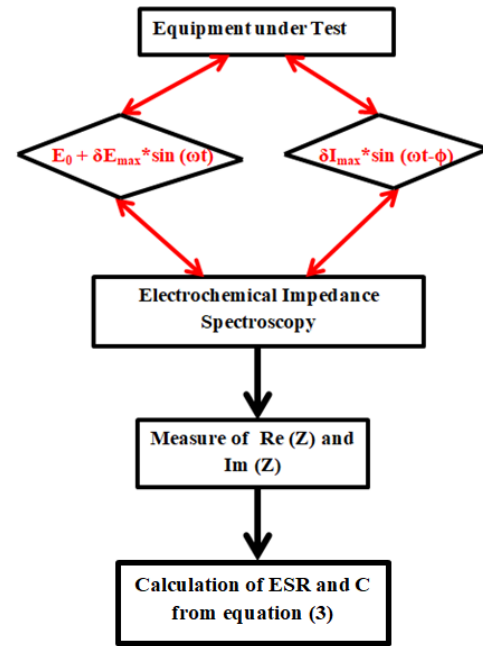 Equipment under Test
E₀ + δEₘₐₓ*sin (ωt)
δIₘₐₓ*sin (ωt-ϕ)
Electrochemical Impedance
Spectroscopy
Measure of Re (Z) and
Im (Z)
Calculation of ESR and C
from equation (3)